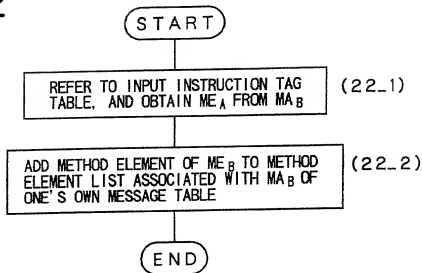 START
REFER TO INPUT INSTRUCTION TAG (22_1)
TABLE, AND OBTAIN MEA FROM MAB
ADD METHOD ELEMENT OF MEB TO METHOD (22_2)
ELEMENT LIST ASSOCIATED WITH MAB OF
ONE'S OWN MESSAGE TABLE
END